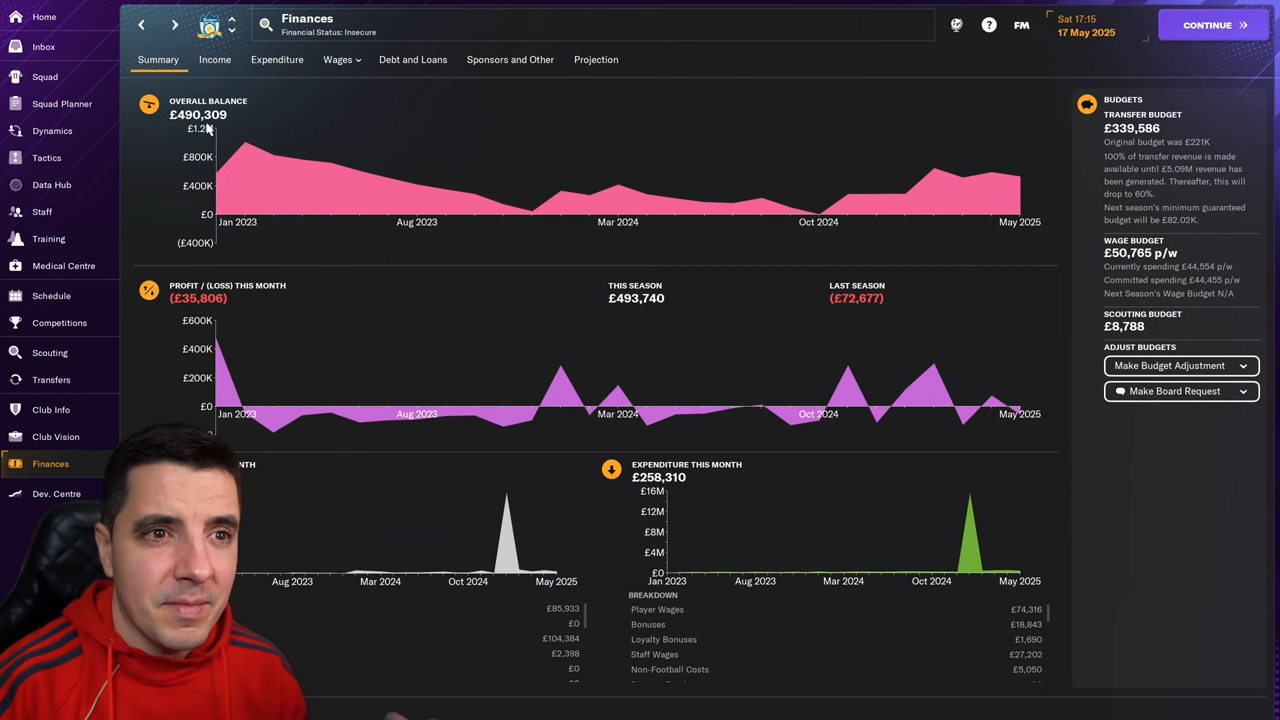 Home
Inbox
Squad
Squad Planner
Dynamics
Tactics
Data Hub
Staff
Training
Medical Centre
Schedule
Competitions
Scouting
Transfers
Club Info
Club Vision
Finances
Dev. Centre
Finances
Financial Status: Insecure
?
FM
Sat 17:15
17 May 2025
CONTINUE
Summary
Income
Expenditure
Wages
Debt and Loans
Sponsors and Other
Projection
OVERALL BALANCE
£490,309
£800K
£400K
£0
(£400K)
Jan 2023
Aug 2023
Mar 2024
Oct 2024
May 2025
PROFIT / (LOSS) THIS MONTH
(£35,806)
THIS SEASON
£493,740
LAST SEASON
(£72,677)
£600K
£400K
£200K
£0
Jan 2023
Aug 2023
Mar 2024
Oct 2024
May 2025
Aug 2023
Mar 2024
Oct 2024
May 2025
£85,933
£0
£104,384
£2,398
£0
EXPENDITURE THIS MONTH
£258,310
£16M
£12M
£8M
£4M
£0
Jan 2023
Aug 2023
Mar 2024
Oct 2024
May 2025
BREAKDOWN
Player Wages £74,316
Bonuses £18,843
Loyalty Bonuses £1,690
Staff Wages £27,202
Non-Football Costs £5,050
BUDGETS
TRANSFER BUDGET
£339,586
Original budget was £221K
100% of transfer revenue is made
available until £5.09M revenue has
been generated. Thereafter, this will
drop to 60%.
Next season's minimum guaranteed
budget will be £82.02K.
WAGE BUDGET
£50,765 p/w
Currently spending £44,554 p/w
Committed spending £44,455 p/w
Next Season's Wage Budget N/A
SCOUTING BUDGET
£8,788
ADJUST BUDGETS
Make Budget Adjustment
Make Board Request